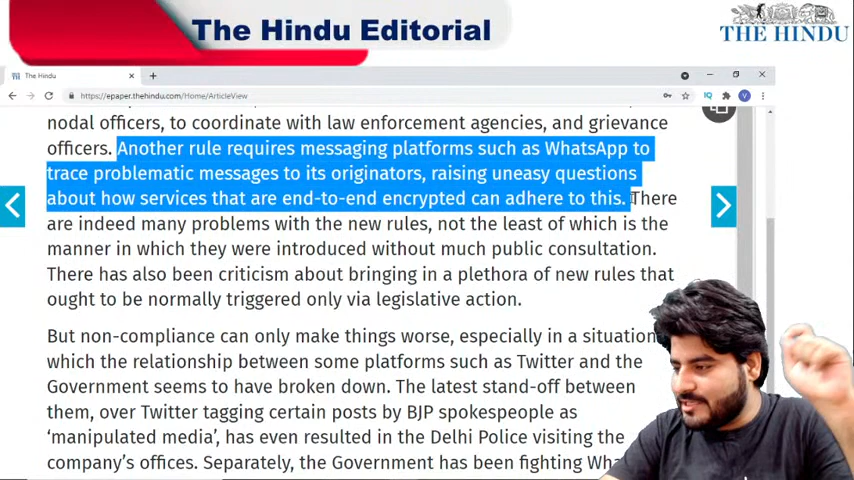 The Hindu Editorial
THE HINDU
The Hindu
https://epaper.thehindu.com/Home/ArticleView
nodal officers, to coordinate with law enforcement agencies, and grievance
officers. Another rule requires messaging platforms such as WhatsApp to
trace problematic messages to its originators, raising uneasy questions
about how services that are end-to-end encrypted can adhere to this. There
are indeed many problems with the new rules, not the least of which is the
manner in which they were introduced without much public consultation.
There has also been criticism about bringing in a plethora of new rules that
ought to be normally triggered only via legislative action.
But non-compliance can only make things worse, especially in a situation
which the relationship between some platforms such as Twitter and the
Government seems to have broken down. The latest stand-off between
them, over Twitter tagging certain posts by BJP spokespeople as
‘manipulated media’, has even resulted in the Delhi Police visiting the
company’s offices. Separately, the Government has been fighting